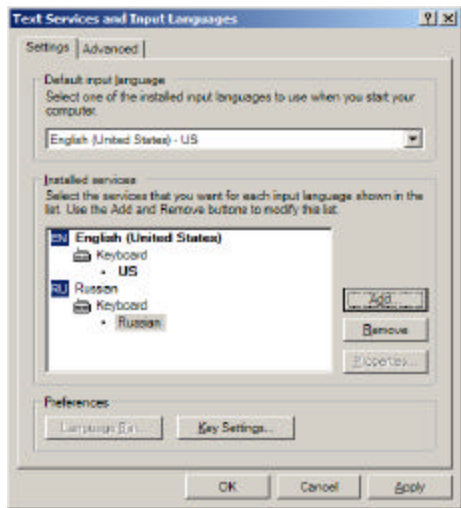 Text Services and Input Languages
Settings
Advanced
Default input language
Select one of the installed input languages to use when you start your
computer.
English (United States) - US
Installed services
Select the services that you want for each input language shown in the
list. Use the Add and Remove buttons to modify this list.
EN English (United States)
Keyboard
• US
RU Russian
Keyboard
• Russian
Add...
Remove
Properties...
Preferences
Language Bar...
Key Settings...
OK
Cancel
Apply